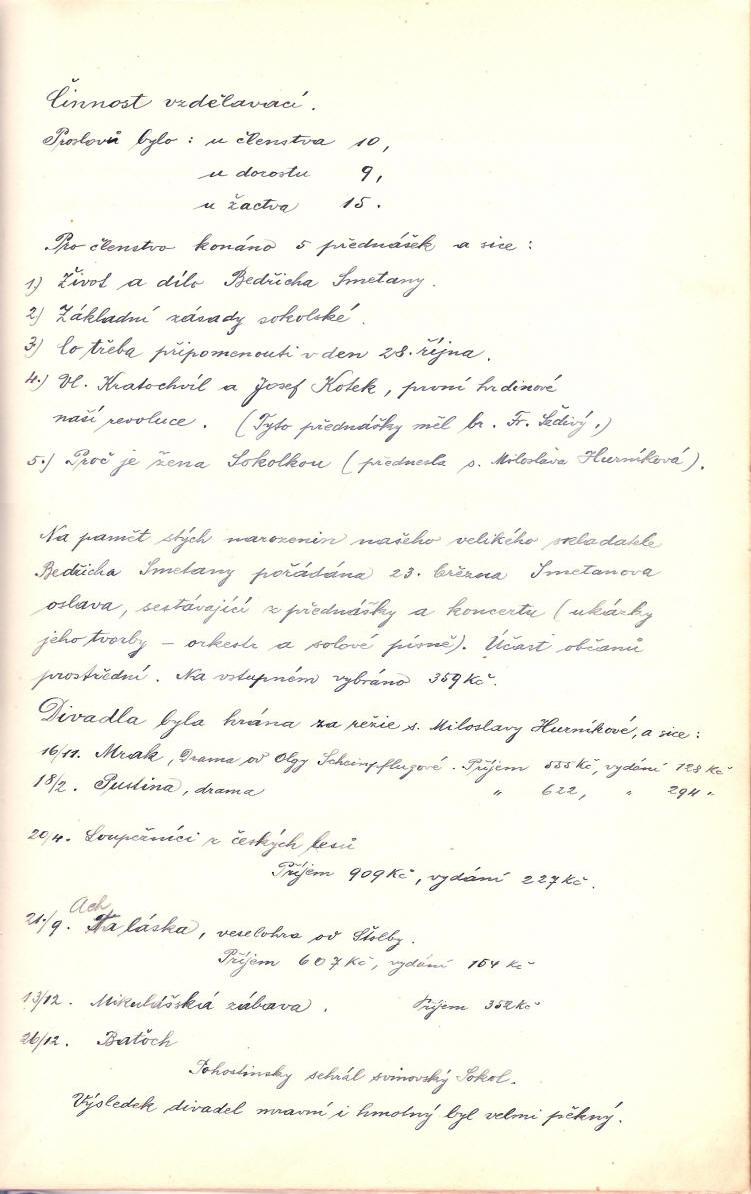 Činnost vzdělavací.
Proslovů bylo : u členstva 10,
u dorostu 9,
u žactva 15.
Pro členstvo konáno 5 přednášek a sice :
1) Život a dílo Bedřicha Smetany.
2) Základní zásady sokolské.
3) Co třeba připomenouti v den 28. října.
4.) Vl. Kratochvíl a Josef Kotek, první hrdinové
naší revoluce. (Tyto přednášky měl br. Fr. Šedivý.)
5.) Proč je žena Sokolkou (přednesla s. Miloslava Hurníková).
Na pamět stých narozenin našeho velikého skladatele
Bedřicha Smetany pořádána 23. března Smetanova
oslava, sestávající z přednášky a koncertu (ukázky
jeho tvorby – orkestr a solové písně). Účast občanů
prostřední. Na vstupném vybráno 359 Kč.
Divadla byla hrána za režie s. Miloslavy Hurníkové, a sice :
16/11. Mrak, Drama od Olgy Scheinpflugové. Příjem 555 Kč, vydání 128 Kč
18/2. Pustina, drama " 622, " 294 "
20/4. Loupežníci z českých lesů
Příjem 909 Kč, vydání 227 Kč.
21/9. Ach láska, veselohra od Štolby.
Příjem 607 Kč, vydání 154 Kč
13/12. Mikulášská zábava. Příjem 352 Kč
26/12. Batoch
Pohostinsky sehrál svinovský Sokol.
Výsledek divadel mravní i hmotný byl velmi pěkný.